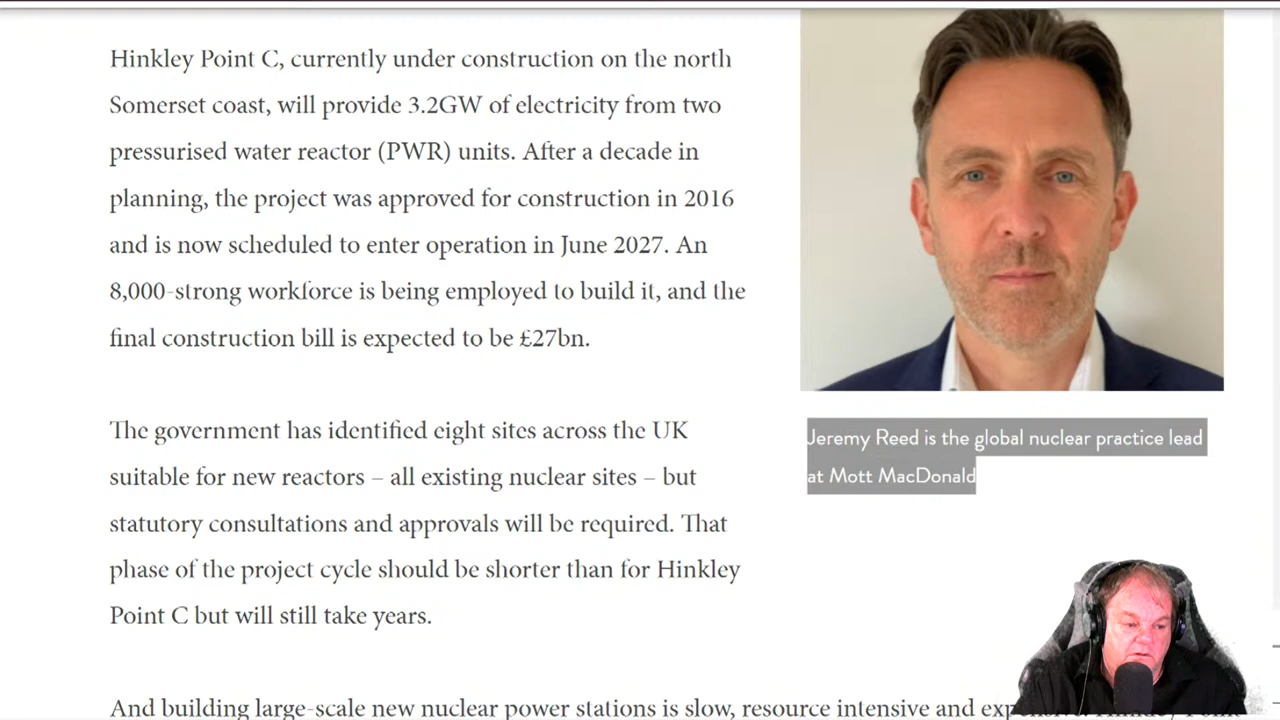 Hinkley Point C, currently under construction on the north
Somerset coast, will provide 3.2GW of electricity from two
pressurised water reactor (PWR) units. After a decade in
planning, the project was approved for construction in 2016
and is now scheduled to enter operation in June 2027. An
8,000-strong workforce is being employed to build it, and the
final construction bill is expected to be £27bn.
The government has identified eight sites across the UK
suitable for new reactors – all existing nuclear sites – but
statutory consultations and approvals will be required. That
phase of the project cycle should be shorter than for Hinkley
Point C but will still take years.
And building large-scale new nuclear power stations is slow, resource intensive and
Jeremy Reed is the global nuclear practice lead
at Mott MacDonald